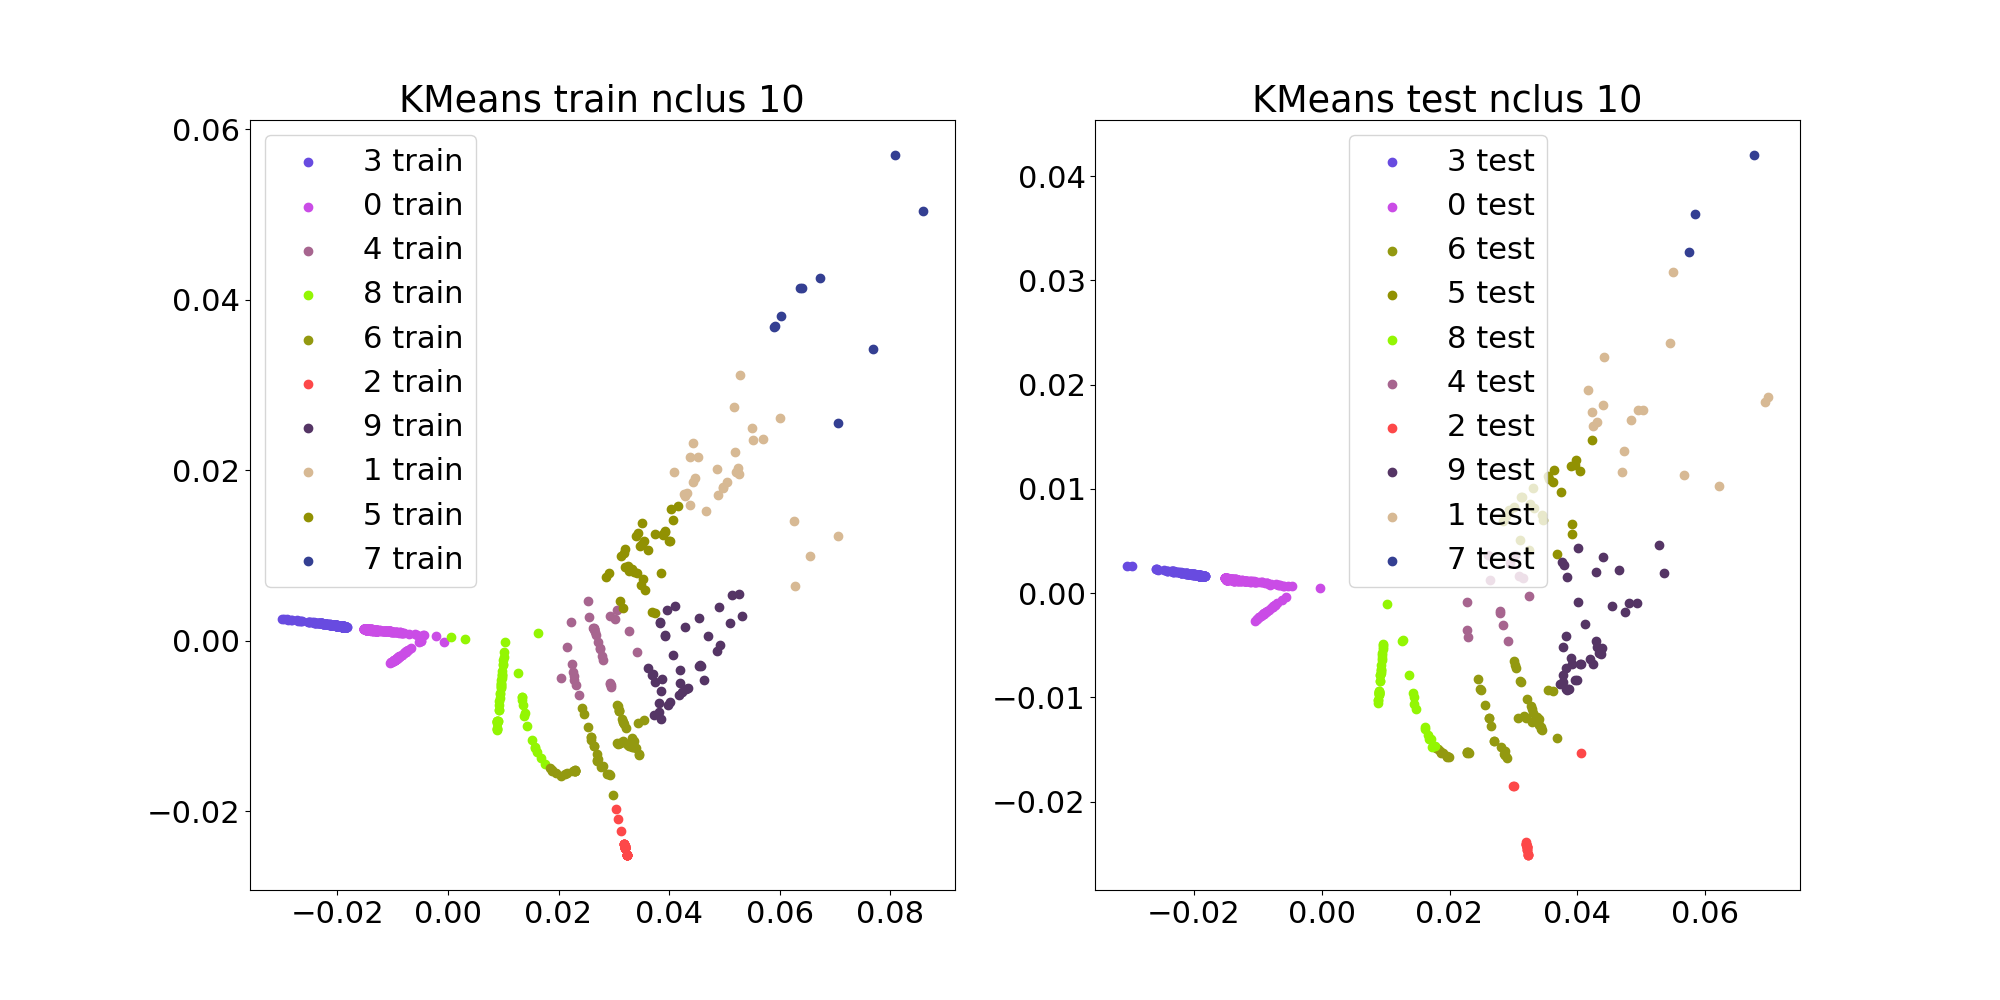 KMeans train nclus 10
0.06
0.04
0.02
0.00
−0.02
−0.02 0.00 0.02 0.04 0.06 0.08
3 train
0 train
4 train
8 train
6 train
2 train
9 train
1 train
5 train
7 train
KMeans test nclus 10
0.04
0.03
0.02
0.01
0.00
−0.01
−0.02
−0.02 0.00 0.02 0.04 0.06
3 test
0 test
6 test
5 test
8 test
4 test
2 test
9 test
1 test
7 test